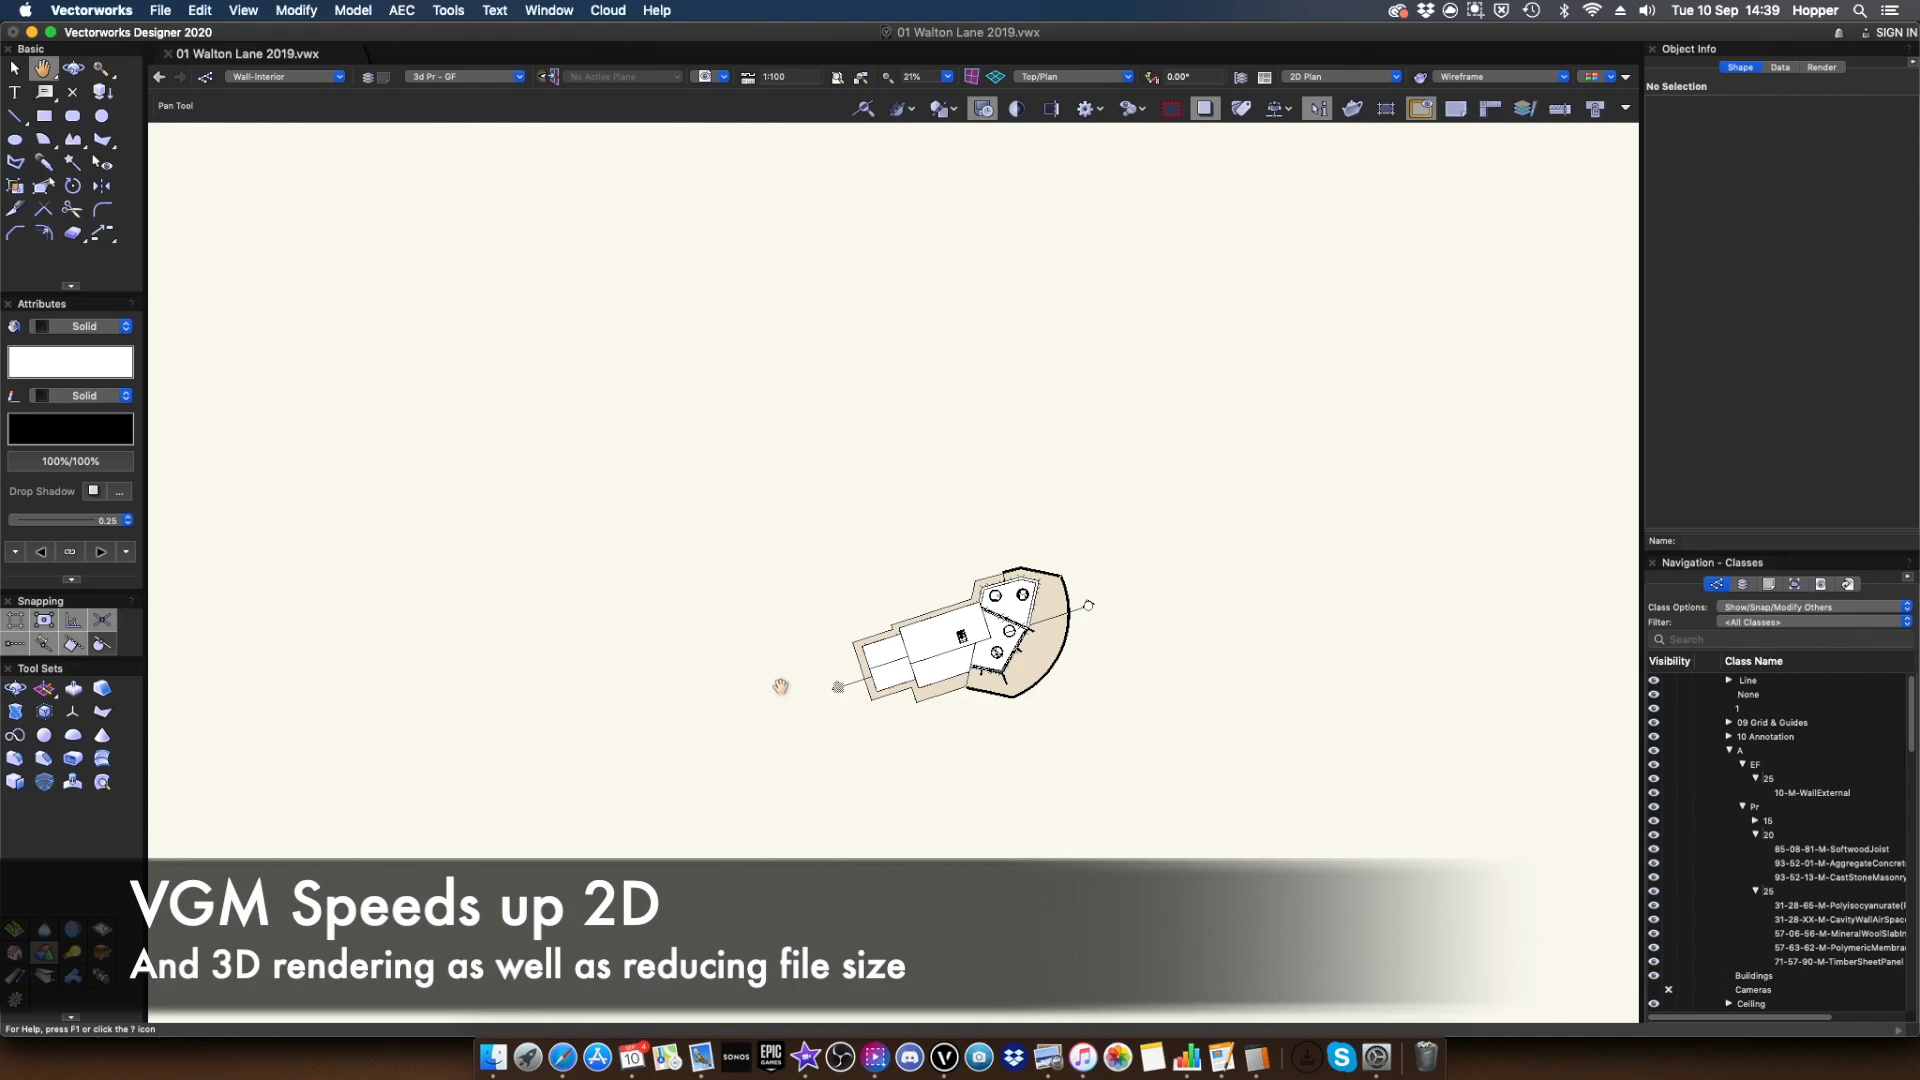 Vectorworks File Edit View Modify Model AEC Tools Text Window Cloud Help Tue 10 Sep 14:39 Hopper
Vectorworks Designer 2020
01 Walton Lane 2019.vwx
SIGN IN
Basic
01 Walton Lane 2019.vwx
Object Info
Wall-Interior
3d Pr - GF
No Active Plane
1:100
21%
Top/Plan
0.00°
2D Plan
Wireframe
Shape Data Render
No Selection
Pan Tool
Attributes
Solid
Solid
100%/100%
Drop Shadow
...
0.25
Name:
Navigation - Classes
Class Options: Show/Snap/Modify Others
Filter: <All Classes>
Search
Visibility Class Name
Line
None
1
09 Grid & Guides
10 Annotation
A
EF
25
10-M-WallExternal
Pr
15
20
85-08-81-M-SoftwoodJoist
93-52-01-M-AggregateConcret
93-52-13-M-CastStoneMasonry
25
31-28-65-M-Polyisocyanurate(P
31-28-XX-M-CavityWallAirSpac
57-06-56-M-MineralWoolSlabIn
57-63-62-M-PolymericMembra
71-57-90-M-TimberSheetPanel
Buildings
Cameras
Ceiling
Snapping
Tool Sets
VGM Speeds up 2D
And 3D rendering as well as reducing file size
For Help, press F1 or click the ? icon
10
SONOS
EPIC
GAMES